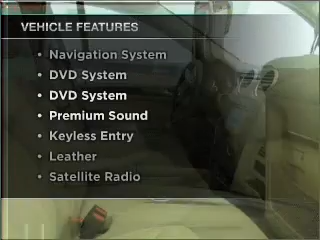 VEHICLE FEATURES
• Navigation System
• DVD System
• DVD System
• Premium Sound
• Keyless Entry
• Leather
• Satellite Radio